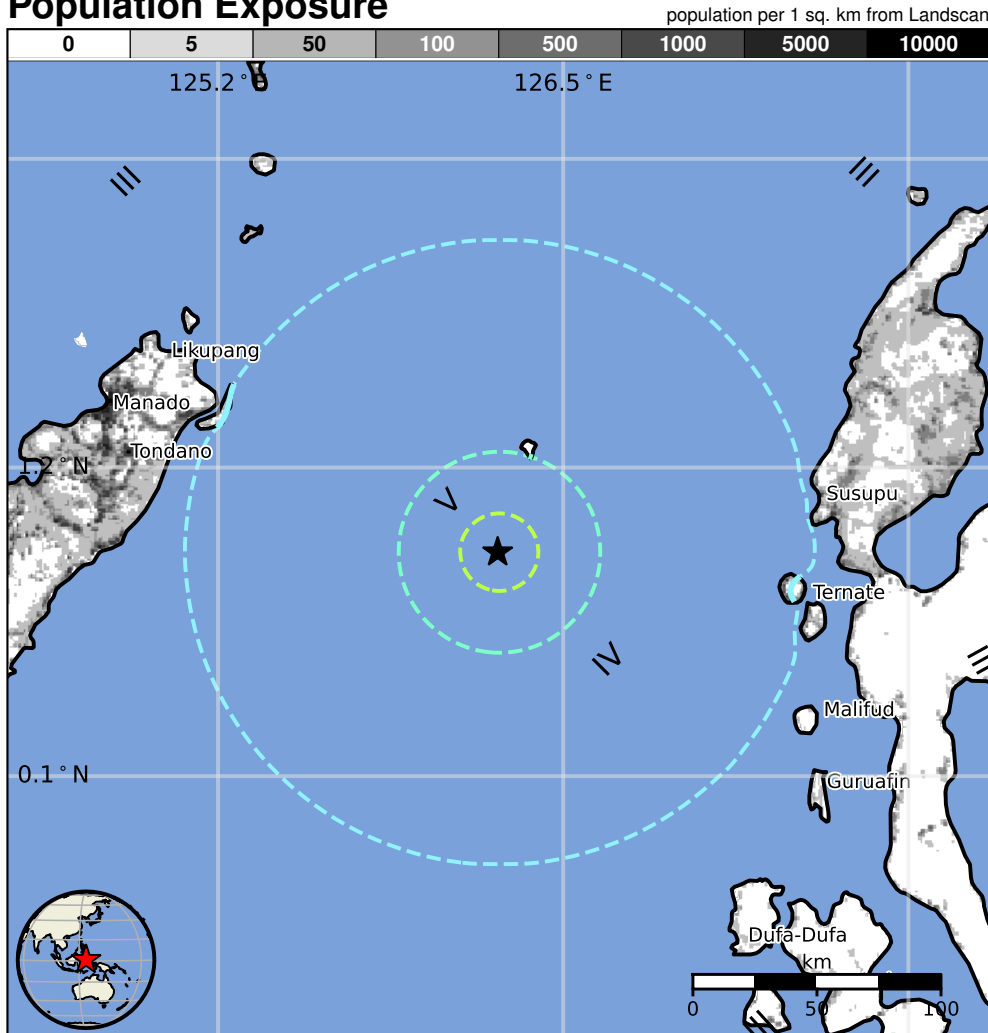 Population Exposure
population per 1 sq. km from Landscan
0 5 50 100 500 1000 5000 10000
125.2°E 126.5°E
III III
Likupang
Manado
Tondano
1.2°N
V
Susupu
Ternate
IV
Malifud
0.1°N
Guruafin
Dufa-Dufa
km
0 50 100